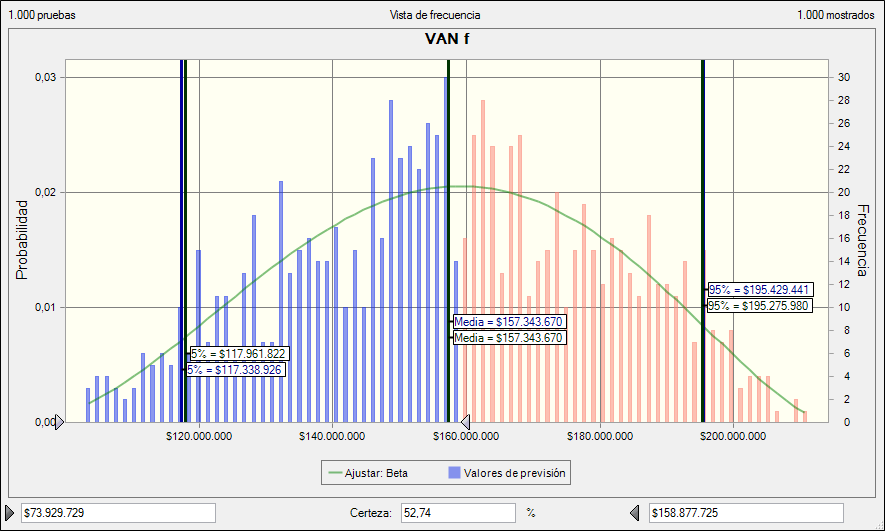 1.000 pruebas Vista de frecuencia 1.000 mostrados
VAN f
Probabilidad
0,03
0,02
0,01
0,00
30
28
26
24
22
20
18
16
14
12
10
8
6
4
2
0
Frecuencia
95% = $195.429.441
95% = $195.275.980
Media = $157.343.670
Media = $157.343.670
5% = $117.961.822
5% = $117.338.926
$120.000.000 $140.000.000 $160.000.000 $180.000.000 $200.000.000
Ajustar: Beta Valores de previsión
$73.929.729 Certeza: 52,74 % $158.877.725